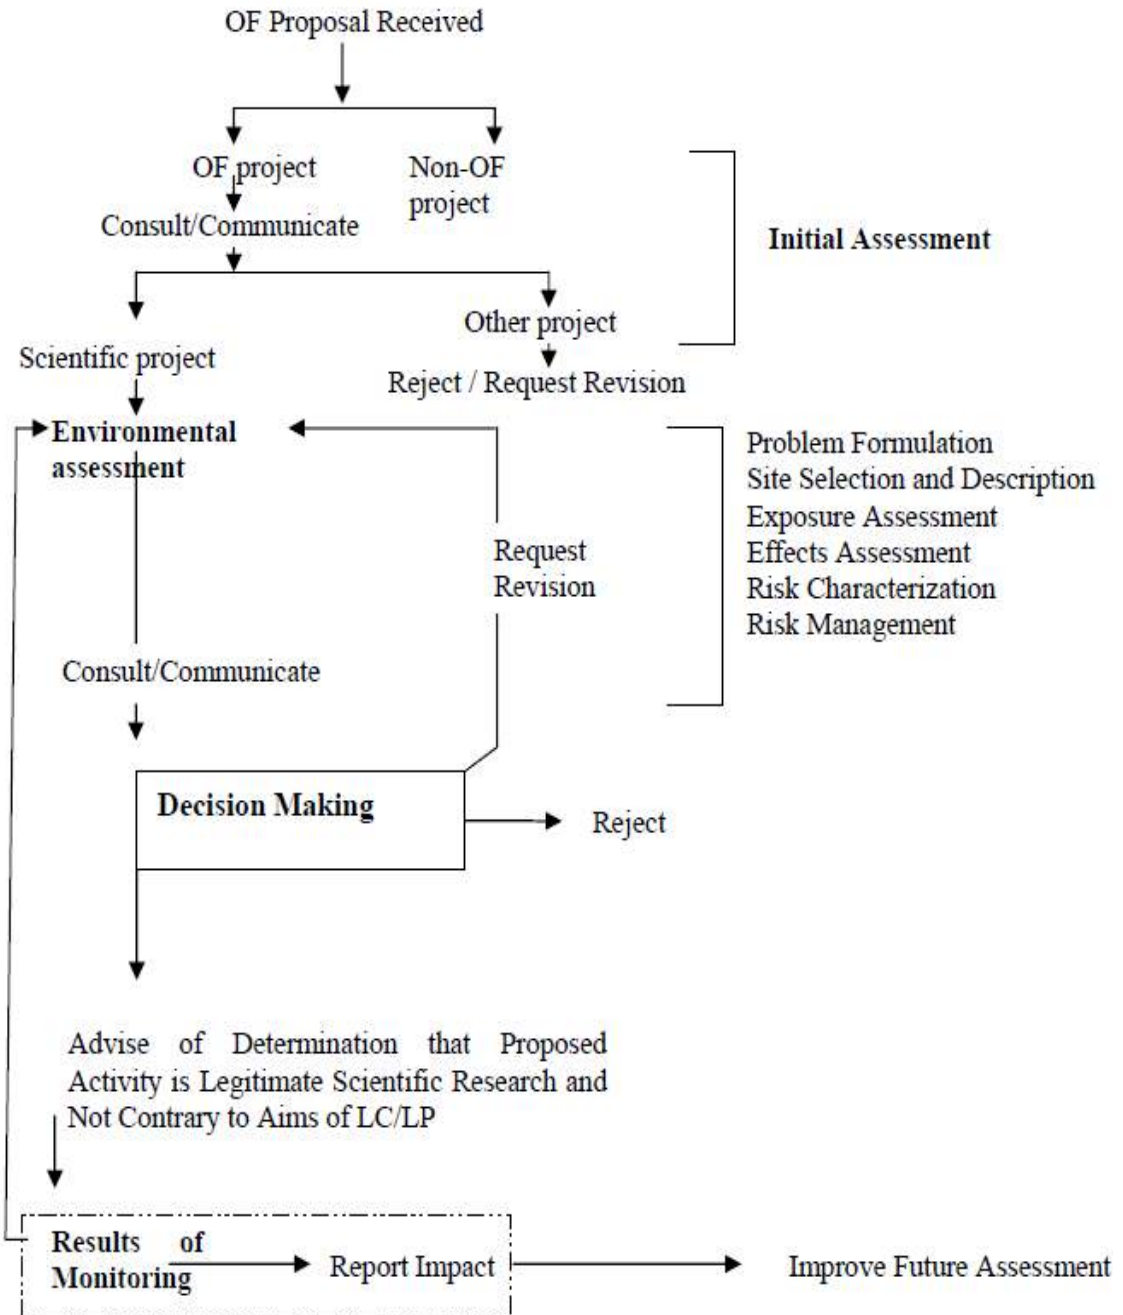 OF Proposal Received
OF project
Non-OF
project
Consult/Communicate
Initial Assessment
Other project
Scientific project
Reject / Request Revision
Environmental
assessment
Problem Formulation
Site Selection and Description
Exposure Assessment
Effects Assessment
Risk Characterization
Risk Management
Request
Revision
Consult/Communicate
Decision Making
Reject
Advise of Determination that Proposed
Activity is Legitimate Scientific Research and
Not Contrary to Aims of LC/LP
Results of
Monitoring
Report Impact
Improve Future Assessment